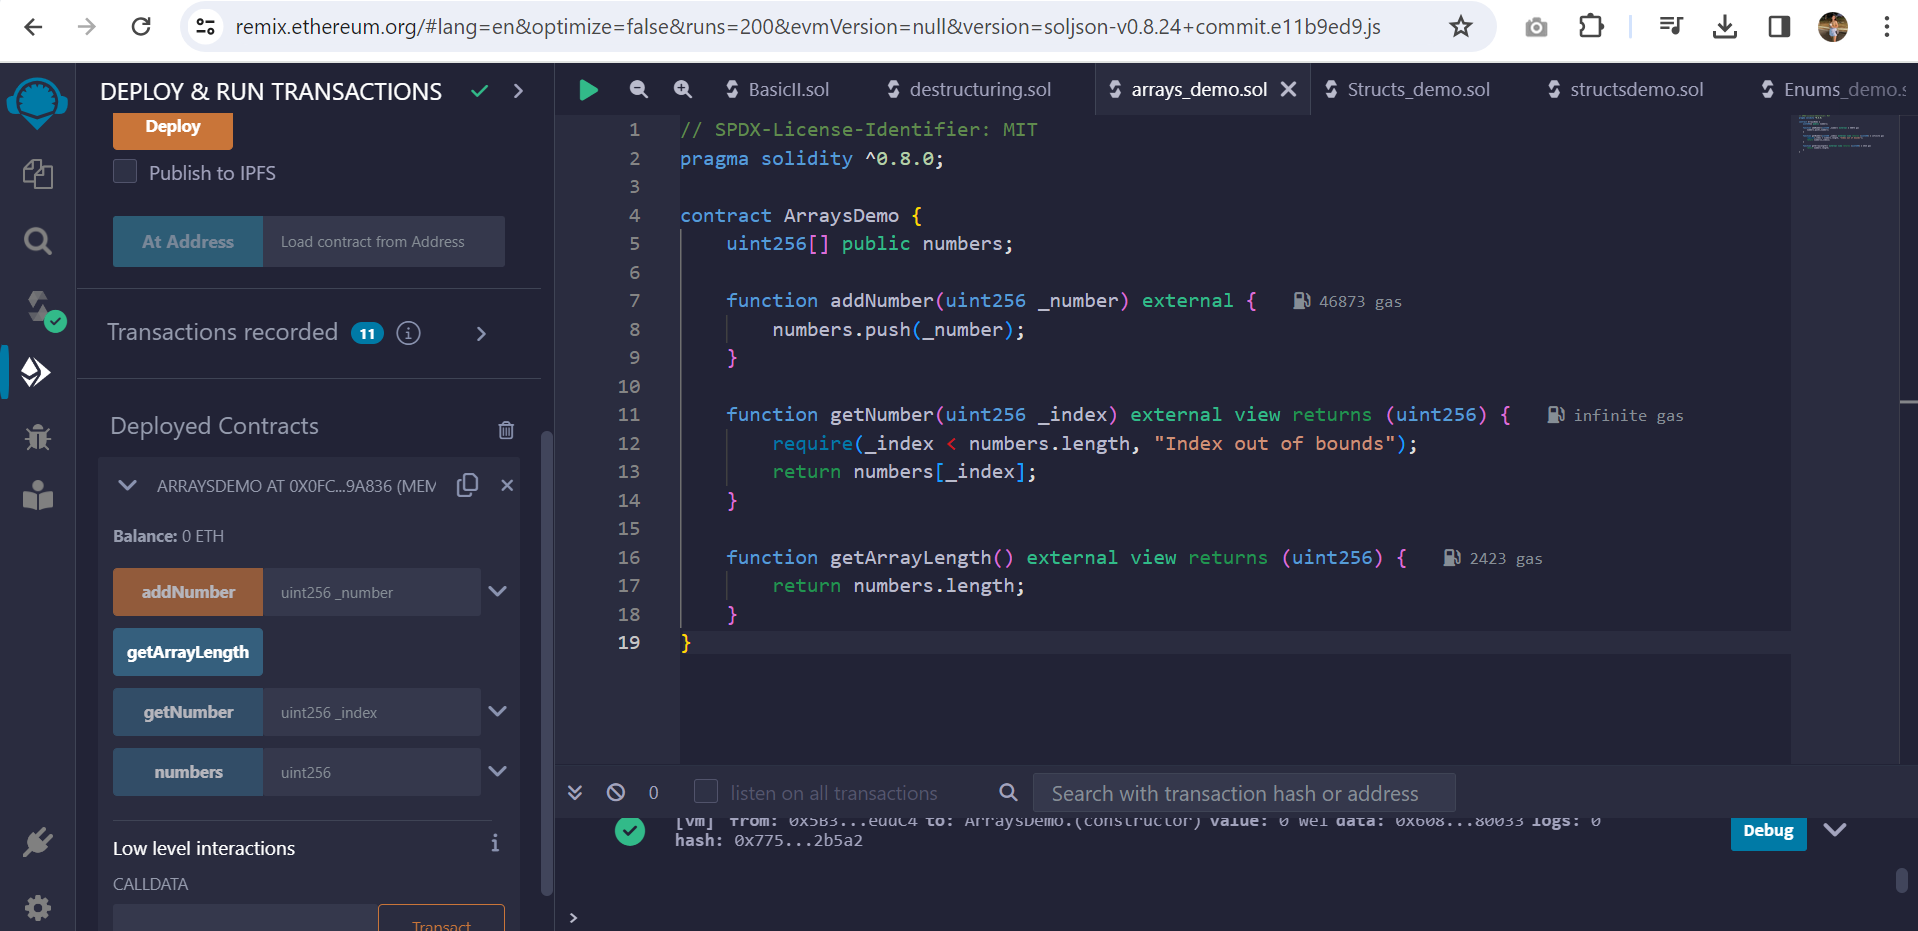 remix.ethereum.org/#lang=en&optimize=false&runs=200&evmVersion=null&version=soljson-v0.8.24+commit.e11b9ed9.js
DEPLOY & RUN TRANSACTIONS
Deploy
Publish to IPFS
At Address
Load contract from Address
Transactions recorded 11 i
Deployed Contracts
ARRAYSDEMO AT 0X0FC...9A836 (MEM
Balance: 0 ETH
addNumber
uint256 _number
getArrayLength
getNumber
uint256 _index
numbers
uint256
Low level interactions
i
CALLDATA
Transact
BasicII.sol
destructuring.sol
arrays_demo.sol
Structs_demo.sol
structsdemo.sol
Enums_demo.s
1 // SPDX-License-Identifier: MIT
2 pragma solidity ^0.8.0;
3
4 contract ArraysDemo {
5 uint256[] public numbers;
6
7 function addNumber(uint256 _number) external { 46873 gas
8 numbers.push(_number);
9 }
10
11 function getNumber(uint256 _index) external view returns (uint256) { infinite gas
12 require(_index < numbers.length, "Index out of bounds");
13 return numbers[_index];
14 }
15
16 function getArrayLength() external view returns (uint256) { 2423 gas
17 return numbers.length;
18 }
19 }
0
listen on all transactions
Search with transaction hash or address
[vm] from: 0x5B3...eddC4 to: ArraysDemo.(constructor) value: 0 wei data: 0x608...80033 logs: 0
hash: 0x775...2b5a2
Debug
>